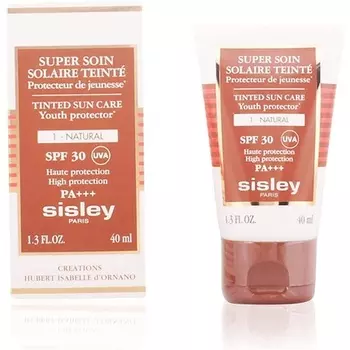 SUPER SOIN
SOLAIRE TEINTÉ
Protecteur de jeunesse*
TINTED SUN CARE
Youth protector*
1 - NATURAL
SPF 30 UVA
Haute protection
High protection
PA+++
sisley
PARIS
1.3 FL.OZ. 40 ml
CREATIONS
HUBERT ISABELLE d'ORNANO
SUPER SOIN
SOLAIRE TEINTÉ
Protecteur de jeunesse*
TINTED SUN CARE
Youth protector*
1 - NATURAL
SPF 30 UVA
Haute protection
High protection
PA+++
sisley
PARIS
1.3 FL.OZ. 40 ml